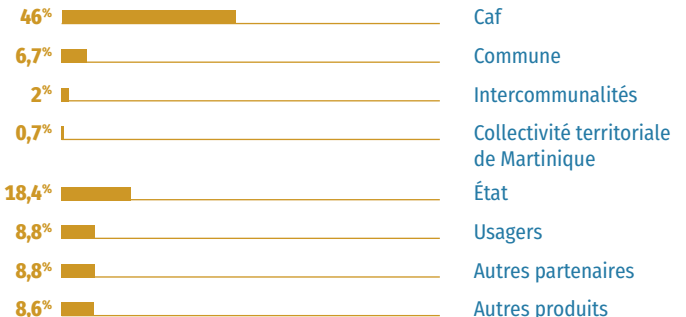 46% Caf
6,7% Commune
2% Intercommunalités
0,7% Collectivité territoriale
de Martinique
18,4% État
8,8% Usagers
8,8% Autres partenaires
8,6% Autres produits